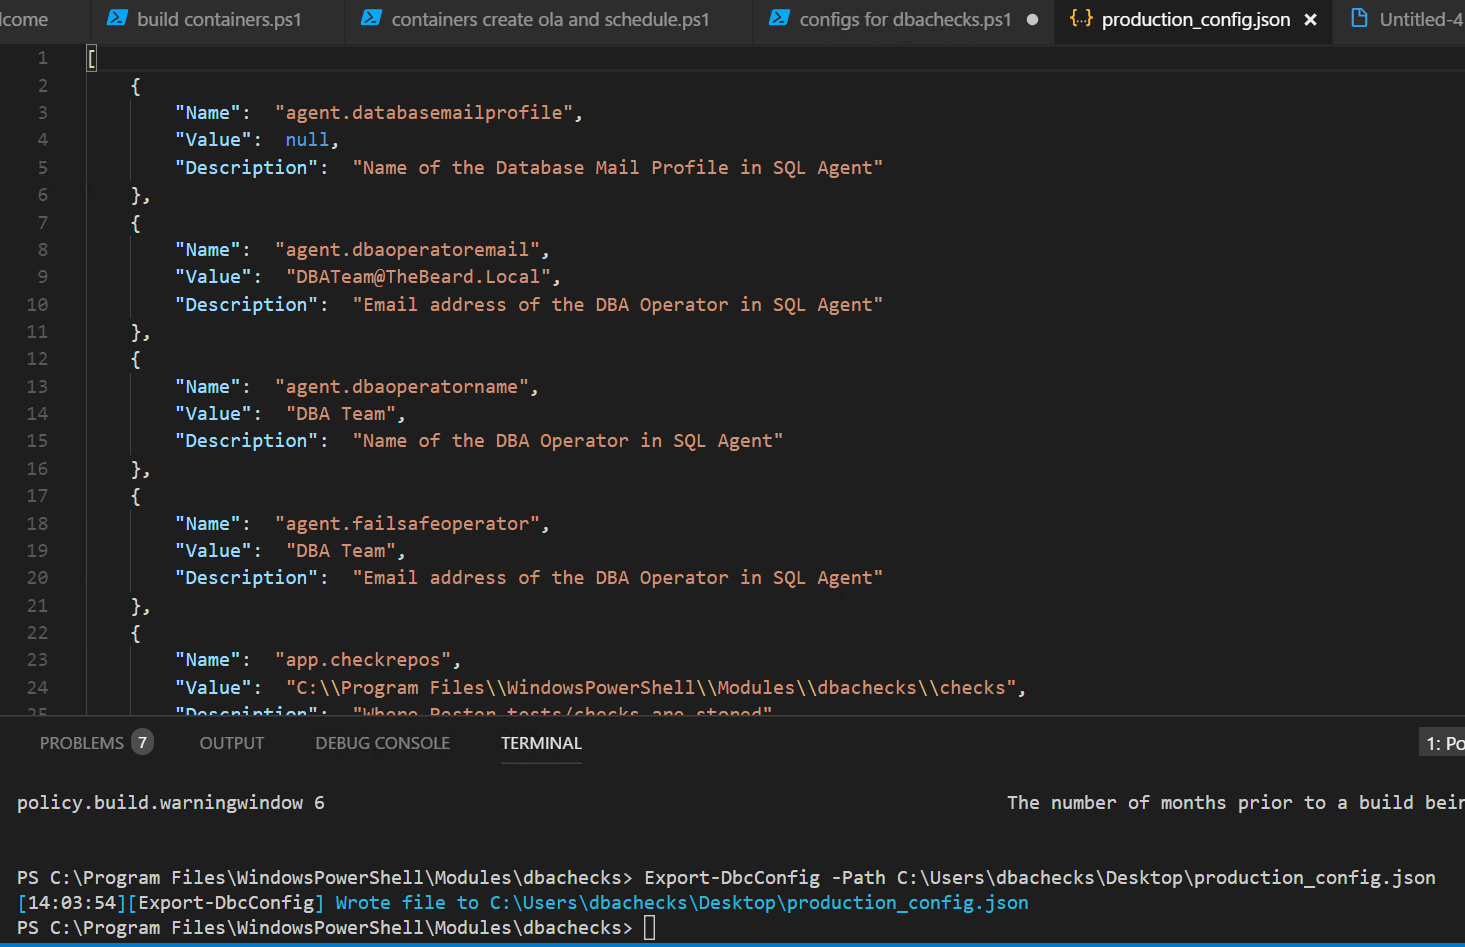 lcome build containers.ps1 containers create ola and schedule.ps1 configs for dbachecks.ps1 {..} production_config.json Untitled-4
1 [
2 {
3 "Name": "agent.databasemailprofile",
4 "Value": null,
5 "Description": "Name of the Database Mail Profile in SQL Agent"
6 },
7 {
8 "Name": "agent.dbaoperatoremail",
9 "Value": "DBATeam@TheBeard.Local",
10 "Description": "Email address of the DBA Operator in SQL Agent"
11 },
12 {
13 "Name": "agent.dbaoperatorname",
14 "Value": "DBA Team",
15 "Description": "Name of the DBA Operator in SQL Agent"
16 },
17 {
18 "Name": "agent.failsafeoperator",
19 "Value": "DBA Team",
20 "Description": "Email address of the DBA Operator in SQL Agent"
21 },
22 {
23 "Name": "app.checkrepos",
24 "Value": "C:\\Program Files\\WindowsPowerShell\\Modules\\dbachecks\\checks",
25 "Description": "Where Pester tests/checks are stored"
PROBLEMS 7 OUTPUT DEBUG CONSOLE TERMINAL 1: Po
policy.build.warningwindow 6 The number of months prior to a build bein
PS C:\Program Files\WindowsPowerShell\Modules\dbachecks> Export-DbcConfig -Path C:\Users\dbachecks\Desktop\production_config.json
[14:03:54][Export-DbcConfig] Wrote file to C:\Users\dbachecks\Desktop\production_config.json
PS C:\Program Files\WindowsPowerShell\Modules\dbachecks>